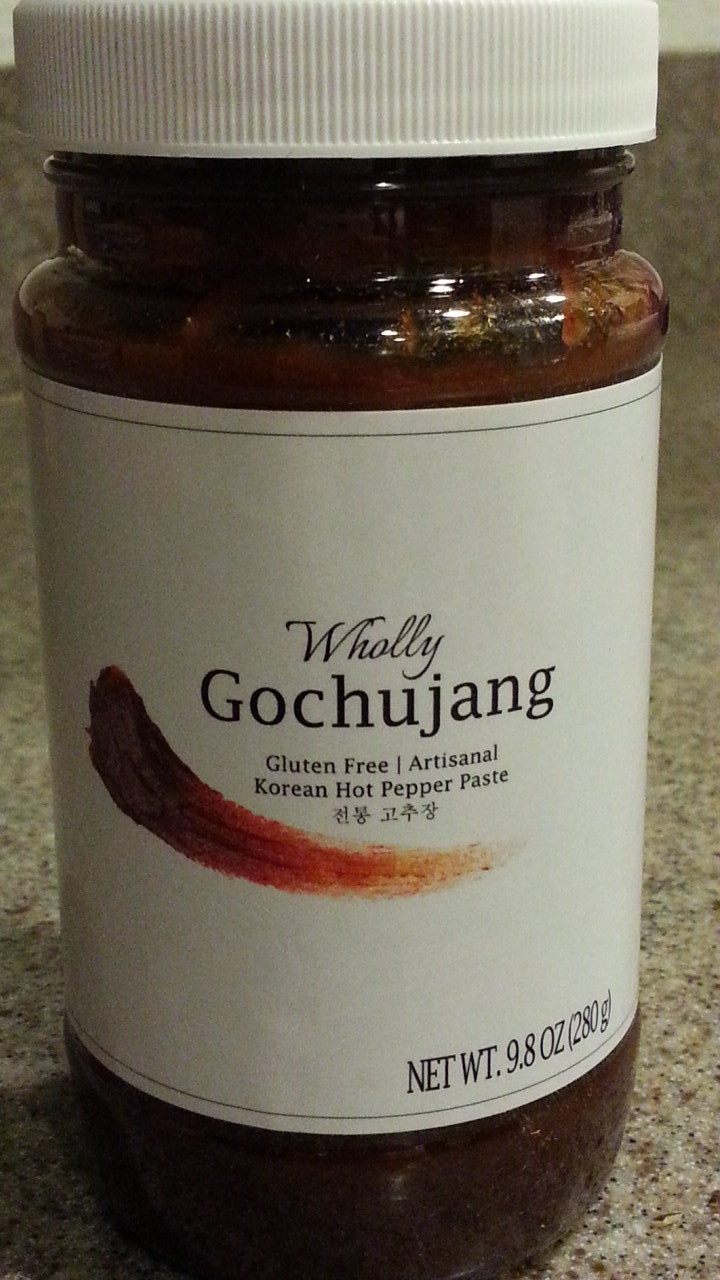 Wholly
Gochujang
Gluten Free | Artisanal
Korean Hot Pepper Paste
전통 고추장
NET WT. 9.8 OZ (280 g)